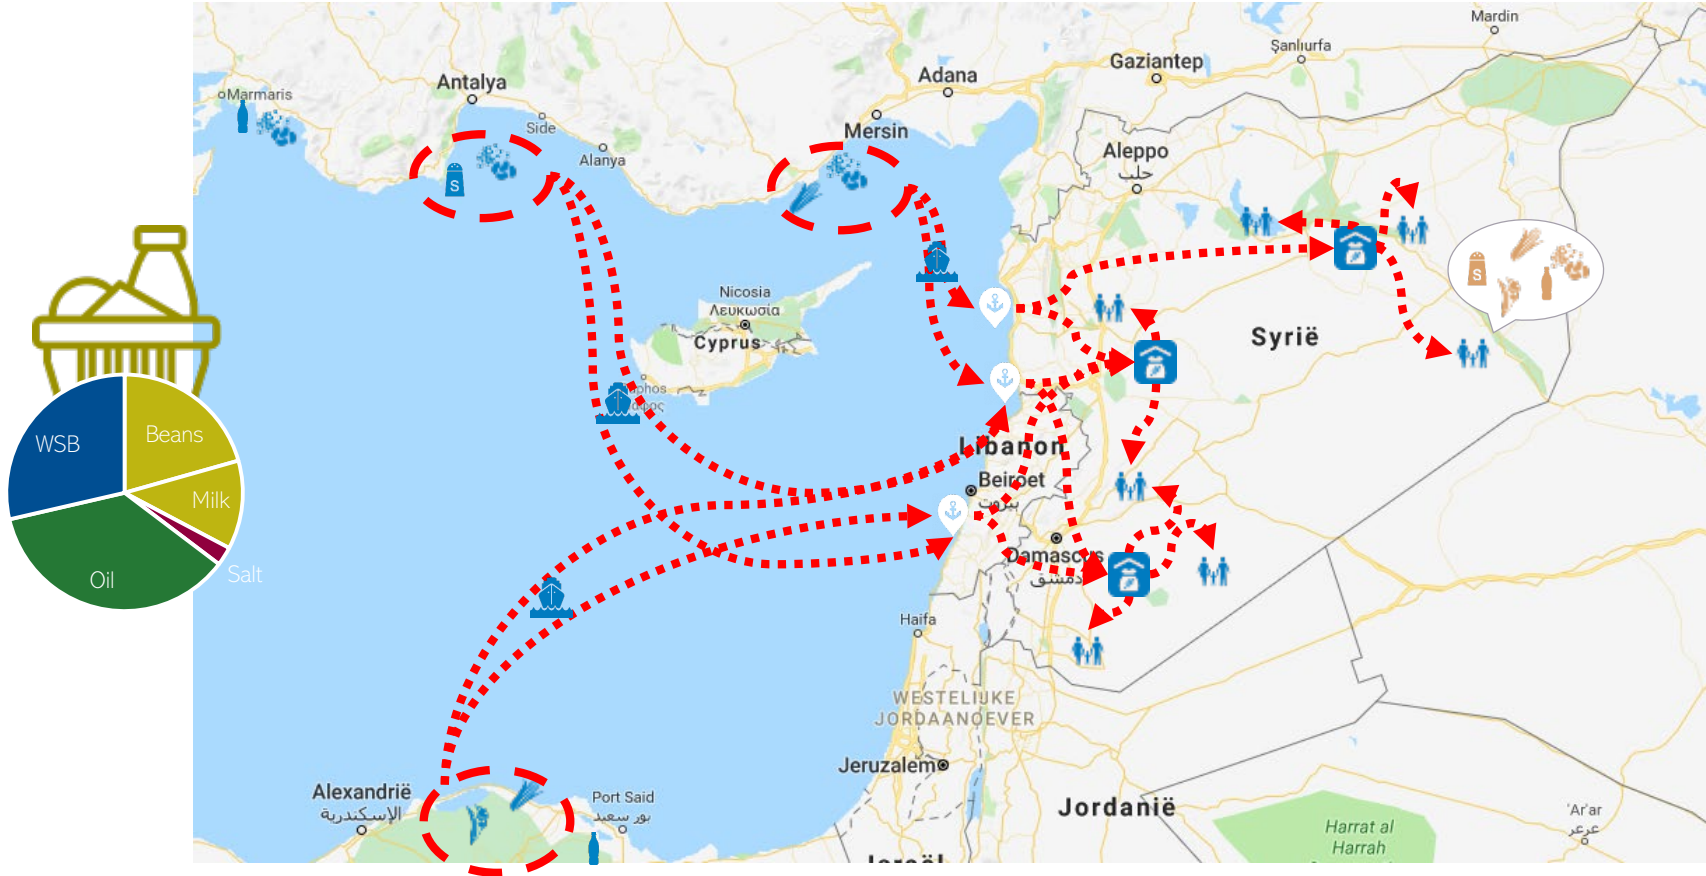 Mardin
Şanlıurfa
Gaziantep
Adana
Antalya
Marmaris
Side
Mersin
Alanya
Aleppo
حلب
S
S
Nicosia
Λευκωσία
Cyprus
Syrië
WSB
Beans
Milk
Oil
Salt
Libanon
Beiroet
بيروت
Damascus
دمشق
Haifa
WESTELIJKE
JORDAANOEVER
Jeruzalem
Alexandrië
الإسكندرية
Port Said
بور سعيد
Jordanië
'Ar'ar
عرعر
Harrat al
Harrah
Israël